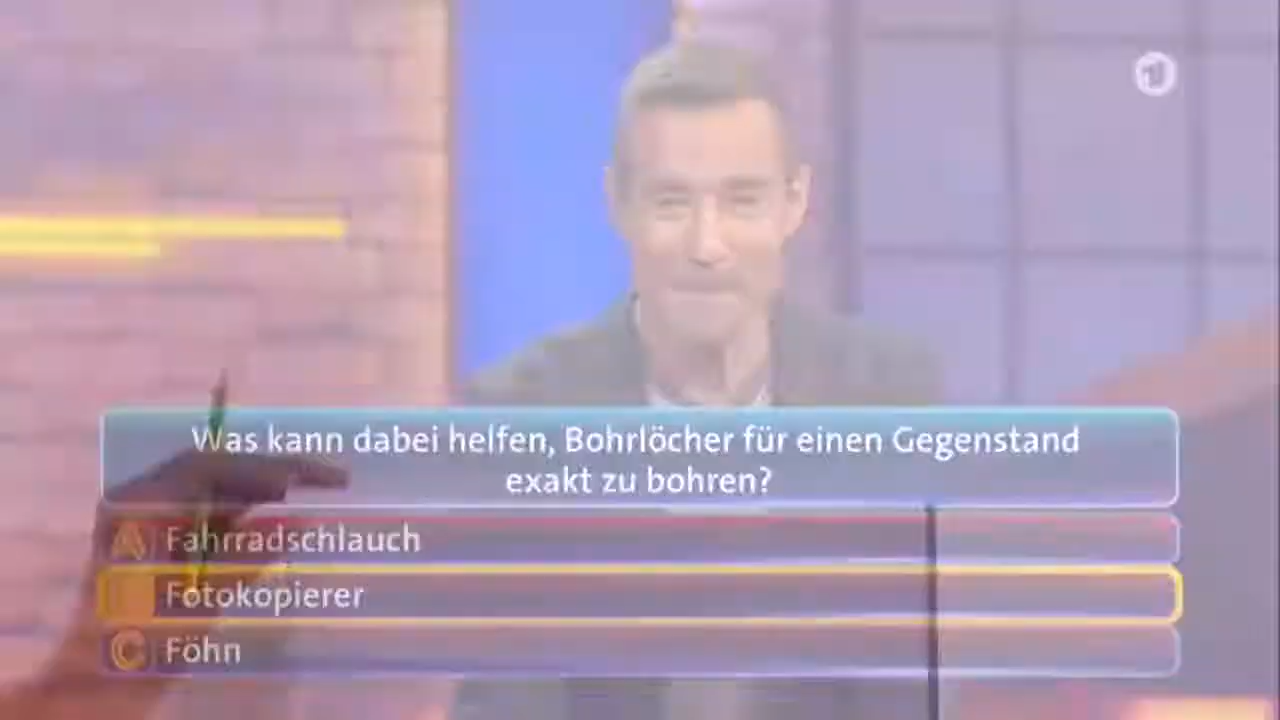 Was kann dabei helfen, Bohrlöcher für einen Gegenstand
exakt zu bohren?
A Fahrradschlauch
Fotokopierer
C Föhn